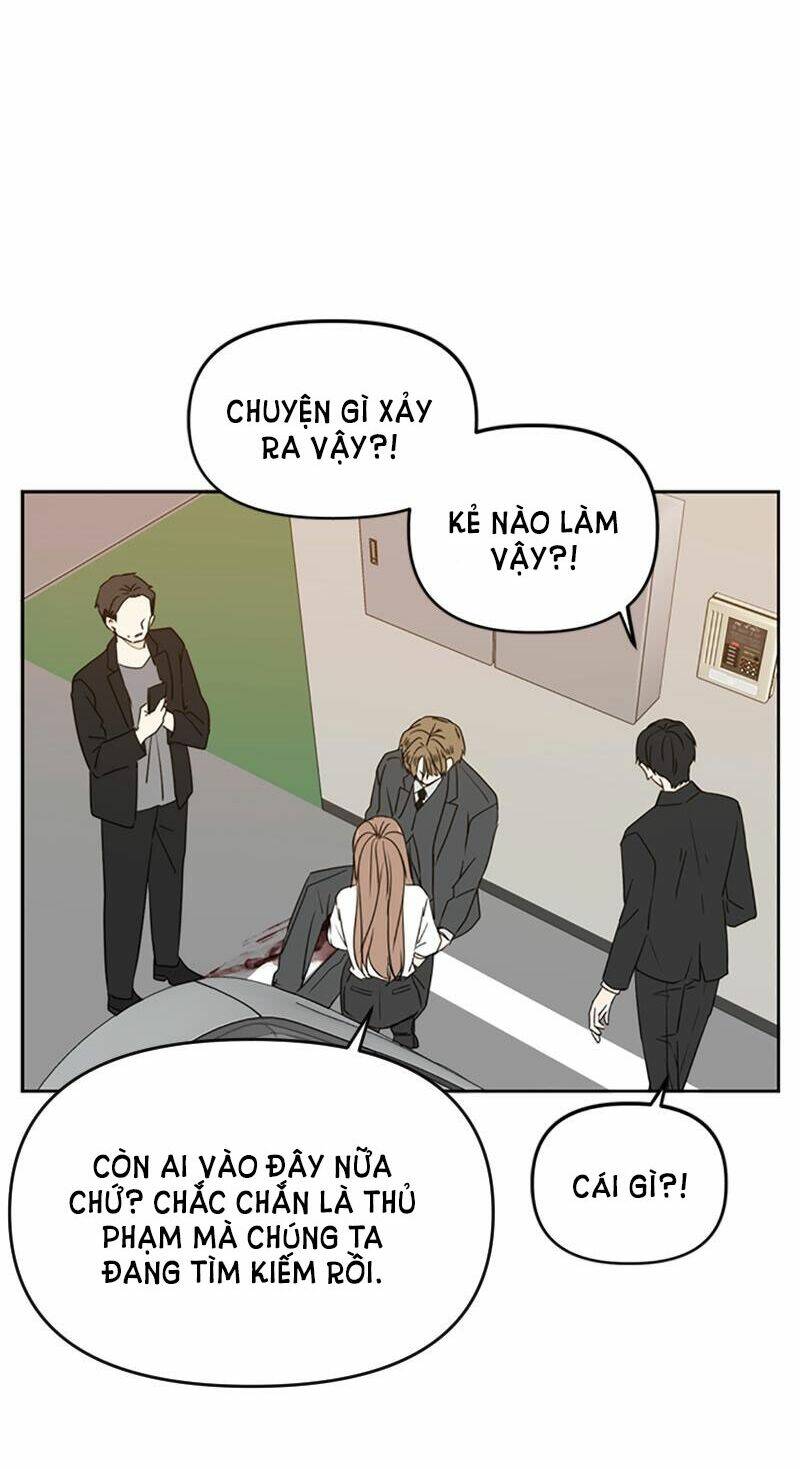 CHUYỆN GÌ XẢY
RA VẬY?!
KẺ NÀO LÀM
VẬY?!
CÒN AI VÀO ĐÂY NỮA
CHỨ? CHẮC CHẮN LÀ THỦ
PHẠM MÀ CHÚNG TA
ĐANG TÌM KIẾM RỒI.
CÁI GÌ?!